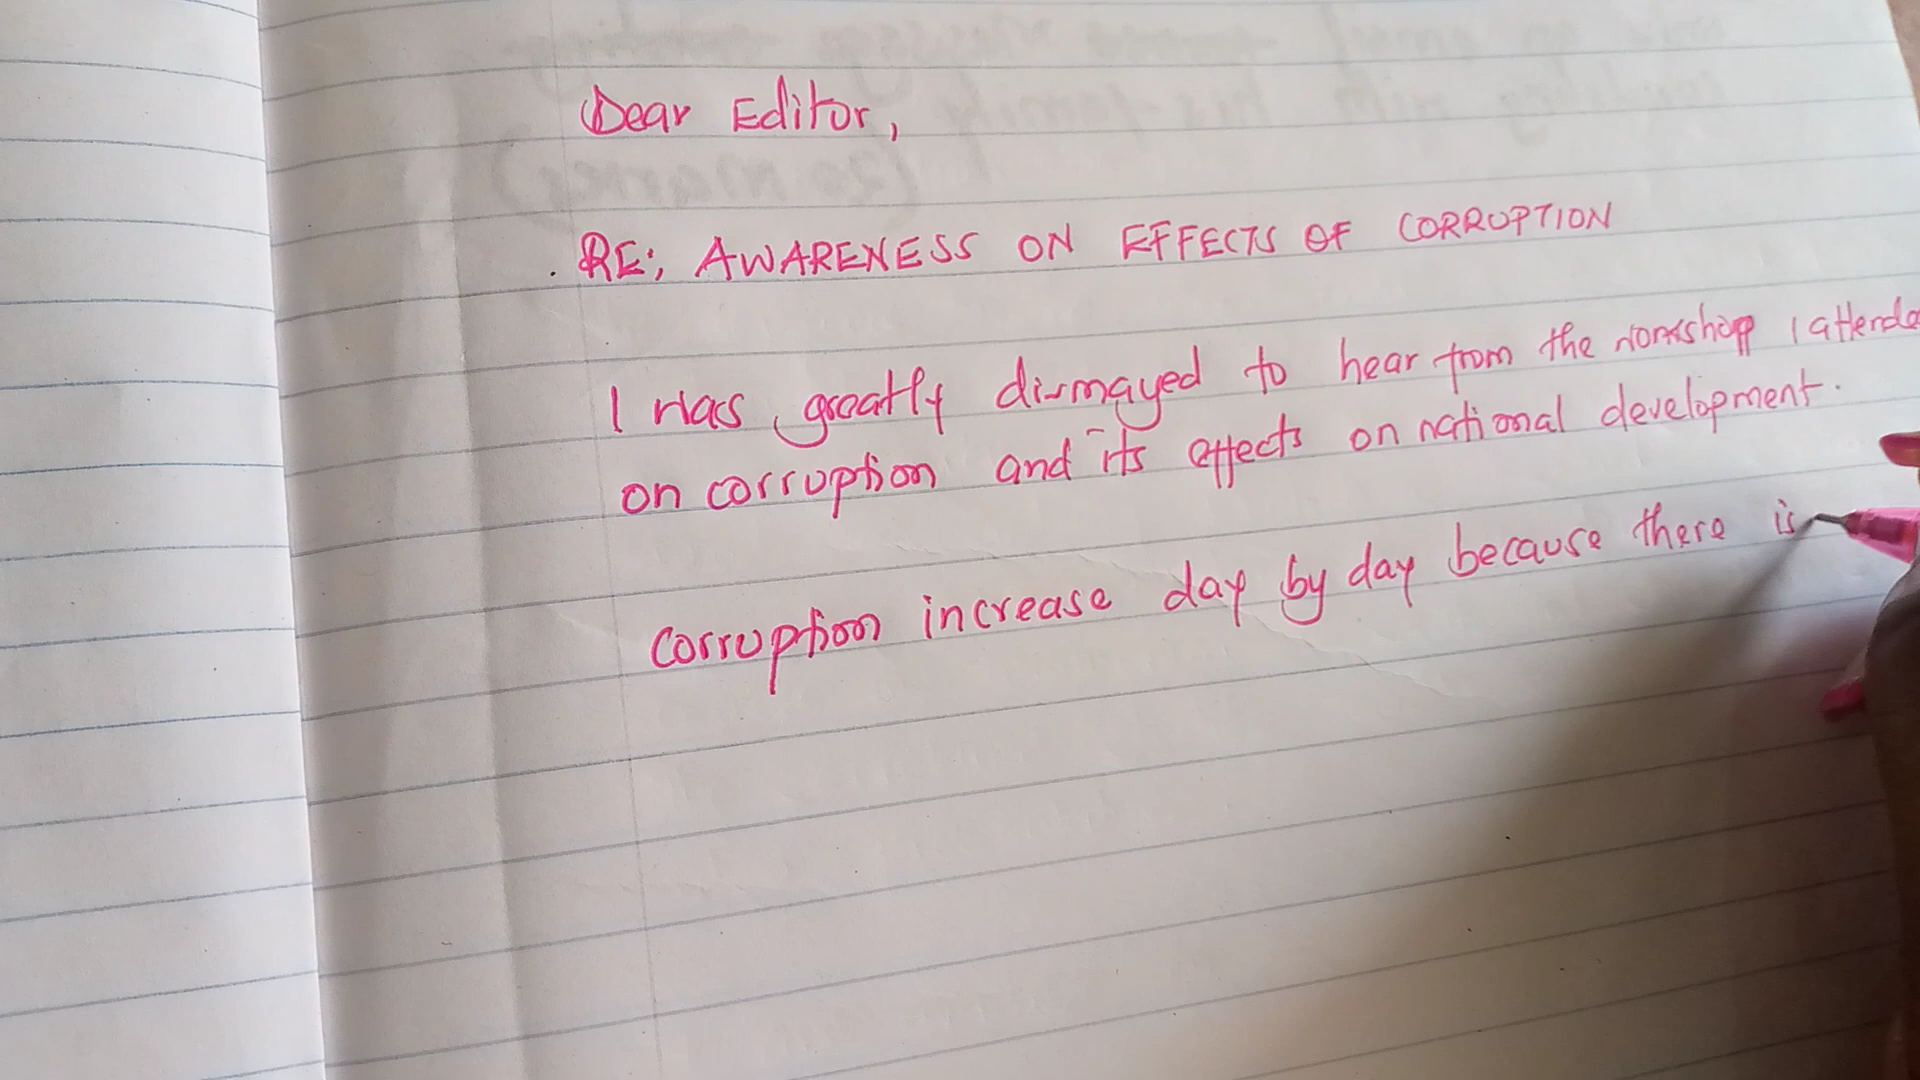 Dear Editor,
RE: AWARENESS ON EFFECTS OF CORRUPTION
I was greatly dismayed to hear from the workshop I attended
on corruption and its effects on national development.
corruption increase day by day because there is